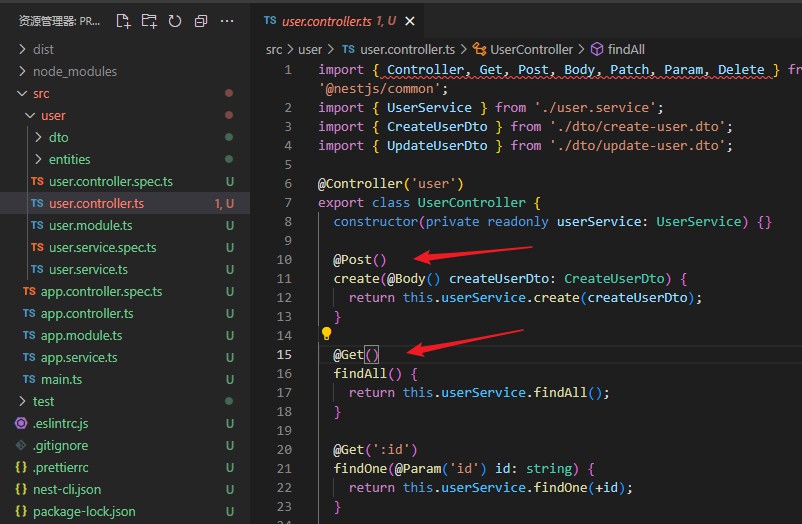 资源管理器: PR...
dist
node_modules
src
user
dto
entities
TS user.controller.spec.ts U
TS user.controller.ts 1, U
TS user.module.ts U
TS user.service.spec.ts U
TS user.service.ts U
TS app.controller.spec.ts U
TS app.controller.ts U
TS app.module.ts U
TS app.service.ts U
TS main.ts U
test
.eslintrc.js U
.gitignore U
{} .prettierrc U
{} nest-cli.json U
{} package-lock.json U
TS user.controller.ts 1, U
src > user > TS user.controller.ts > UserController > findAll
1 import { Controller, Get, Post, Body, Patch, Param, Delete } fr
'@nestjs/common';
2 import { UserService } from './user.service';
3 import { CreateUserDto } from './dto/create-user.dto';
4 import { UpdateUserDto } from './dto/update-user.dto';
5
6 @Controller('user')
7 export class UserController {
8 constructor(private readonly userService: UserService) {}
9
10 @Post()
11 create(@Body() createUserDto: CreateUserDto) {
12 return this.userService.create(createUserDto);
13 }
14
15 @Get()
16 findAll() {
17 return this.userService.findAll();
18 }
19
20 @Get(':id')
21 findOne(@Param('id') id: string) {
22 return this.userService.findOne(+id);
23 }